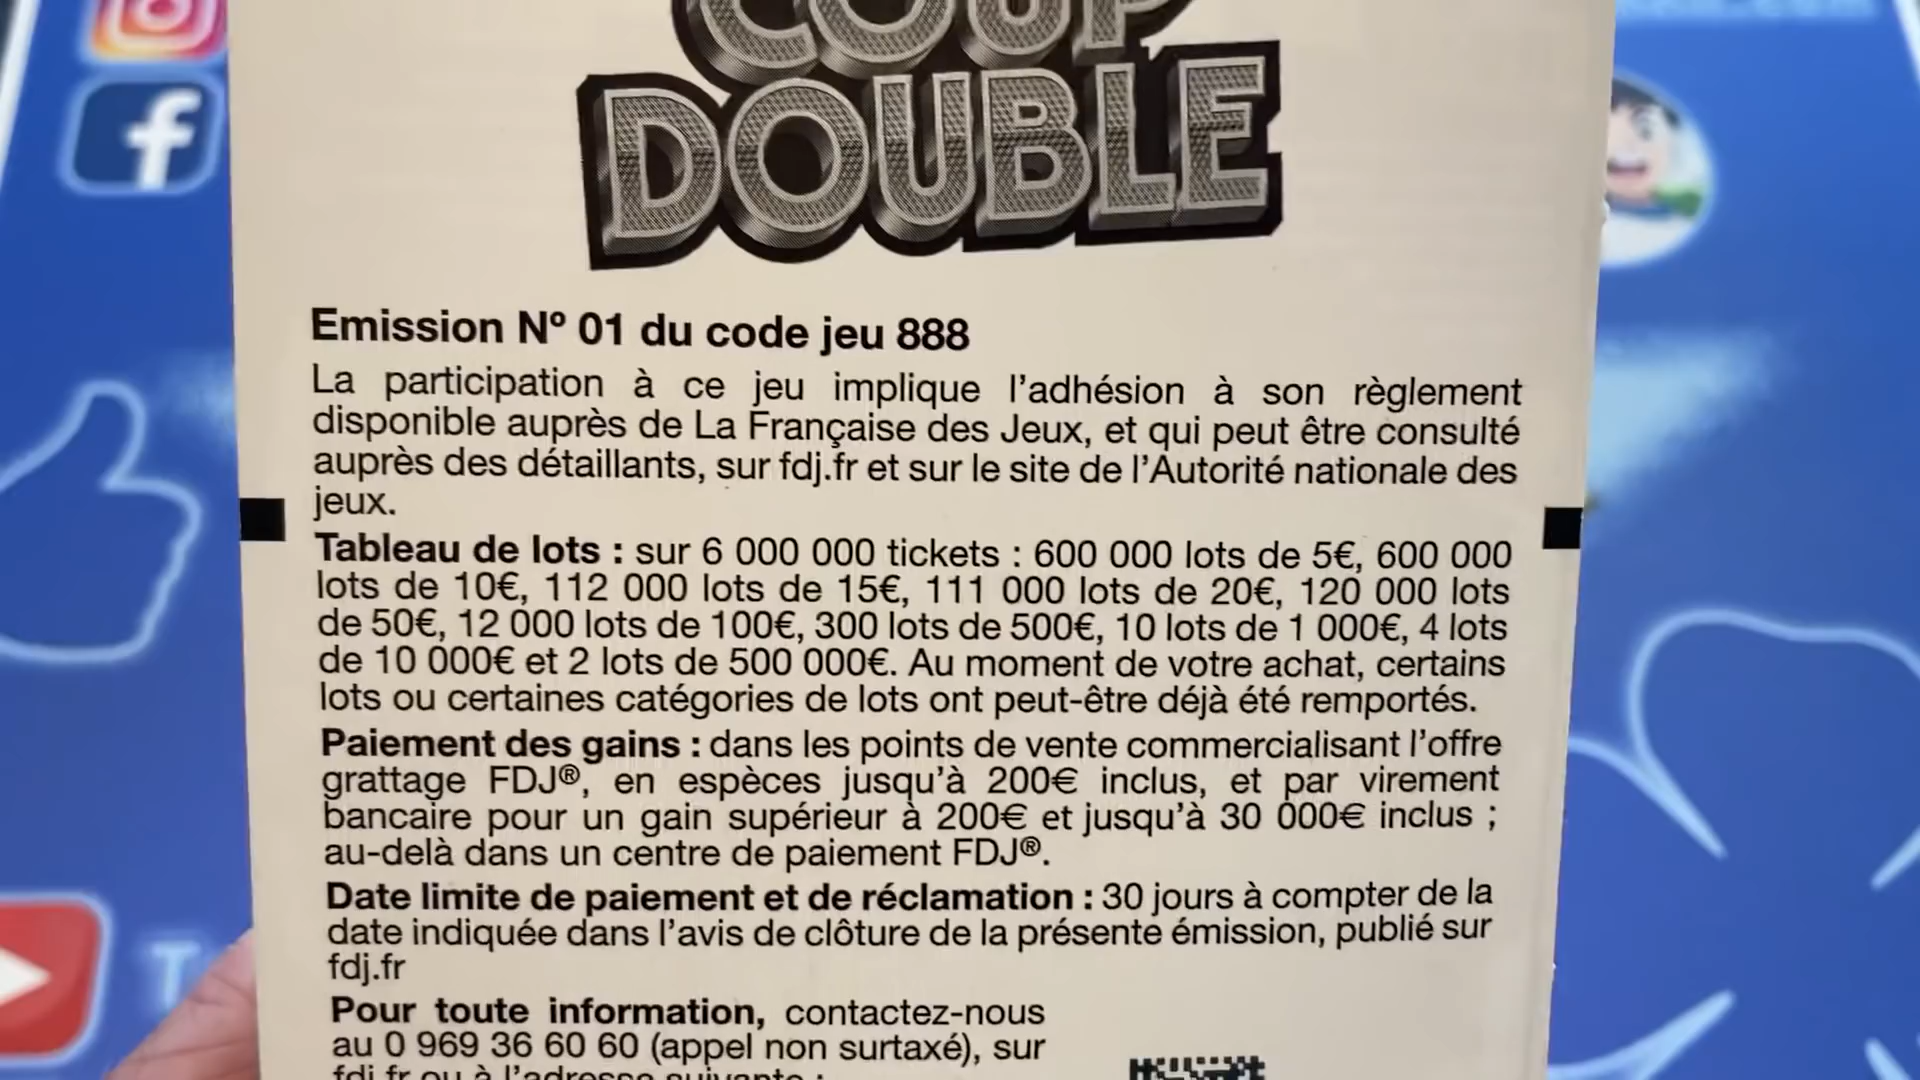 COUP
DOUBLE
Emission Nº 01 du code jeu 888
La participation à ce jeu implique l'adhésion à son règlement
disponible auprès de La Française des Jeux, et qui peut être consulté
auprès des détaillants, sur fdj.fr et sur le site de l'Autorité nationale des
jeux.
Tableau de lots : sur 6 000 000 tickets : 600 000 lots de 5€, 600 000
lots de 10€, 112 000 lots de 15€, 111 000 lots de 20€, 120 000 lots
de 50€, 12 000 lots de 100€, 300 lots de 500€, 10 lots de 1 000€, 4 lots
de 10 000€ et 2 lots de 500 000€. Au moment de votre achat, certains
lots ou certaines catégories de lots ont peut-être déjà été remportés.
Paiement des gains : dans les points de vente commercialisant l'offre
grattage FDJ®, en espèces jusqu'à 200€ inclus, et par virement
bancaire pour un gain supérieur à 200€ et jusqu'à 30 000€ inclus ;
au-delà dans un centre de paiement FDJ®.
Date limite de paiement et de réclamation : 30 jours à compter de la
date indiquée dans l'avis de clôture de la présente émission, publié sur
fdj.fr
Pour toute information, contactez-nous
au 0 969 36 60 60 (appel non surtaxé), sur
fdj.fr ou à l'adresse suivante :